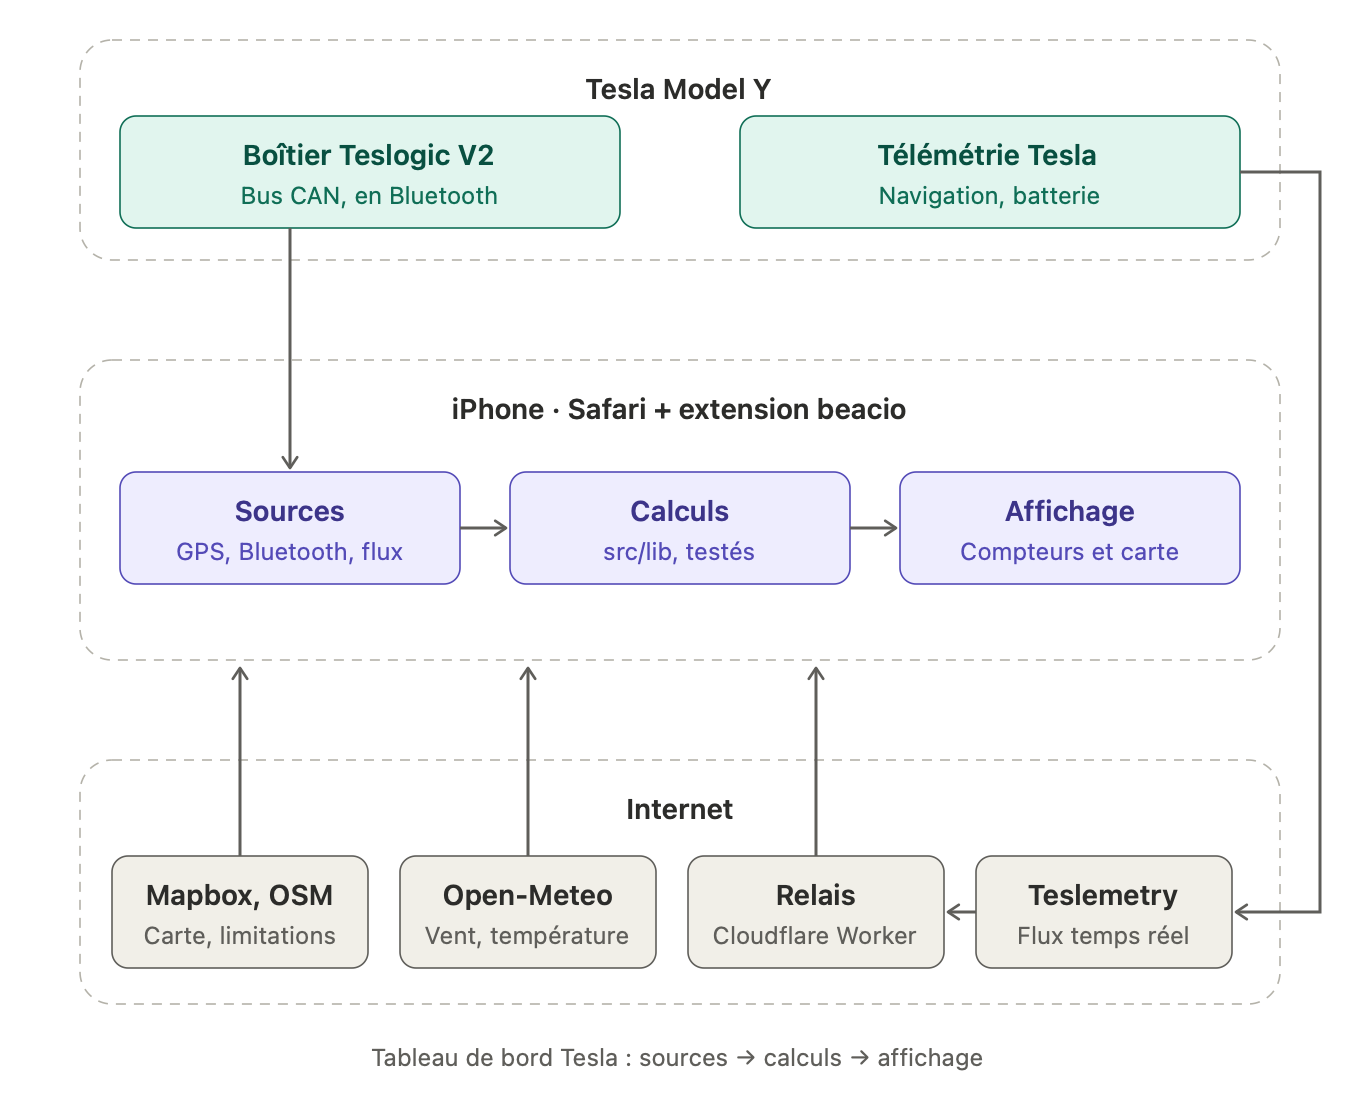 Tesla Model Y
Boîtier Teslogic V2
Bus CAN, en Bluetooth
Télémétrie Tesla
Navigation, batterie
iPhone · Safari + extension beacio
Sources
GPS, Bluetooth, flux
Calculs
src/lib, testés
Affichage
Compteurs et carte
Internet
Mapbox, OSM
Carte, limitations
Open-Meteo
Vent, température
Relais
Cloudflare Worker
Teslemetry
Flux temps réel
Tableau de bord Tesla : sources → calculs → affichage